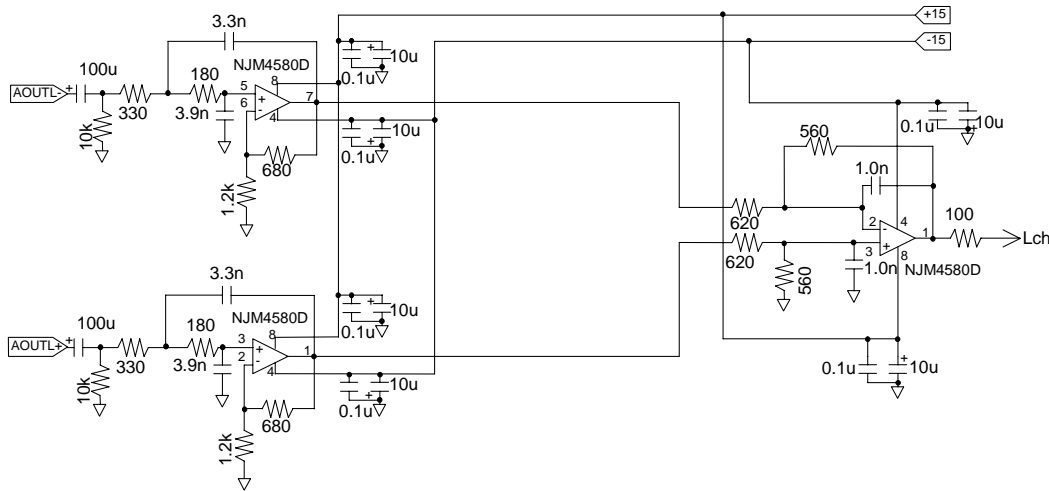 3.3n
+15
-15
100u
180
NJM4580D
+
10u
0.1u
AOUTL-
+
330
3.9n
5
6
+
-
8
4
7
10k
680
1.2k
0.1u
+
10u
560
1.0n
0.1u
+
10u
620
620
560
2
3
-
+
4
8
1
1.0n
100
Lch
NJM4580D
3.3n
100u
180
NJM4580D
+
10u
0.1u
AOUTL+
+
330
3.9n
3
2
+
-
8
4
1
10k
680
1.2k
0.1u
+
10u
0.1u
+
10u